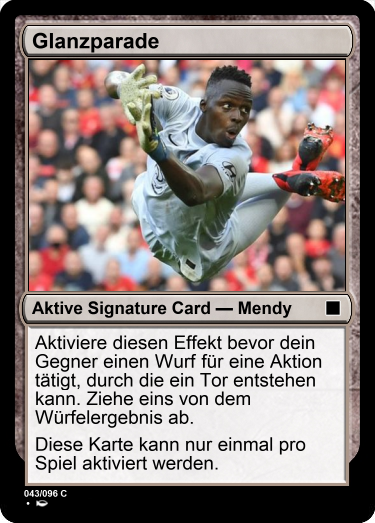 Glanzparade
Aktive Signature Card — Mendy
Aktiviere diesen Effekt bevor dein
Gegner einen Wurf für eine Aktion
tätigt, durch die ein Tor entstehen
kann. Ziehe eins von dem
Würfelergebnis ab.
Diese Karte kann nur einmal pro
Spiel aktiviert werden.
043/096 C